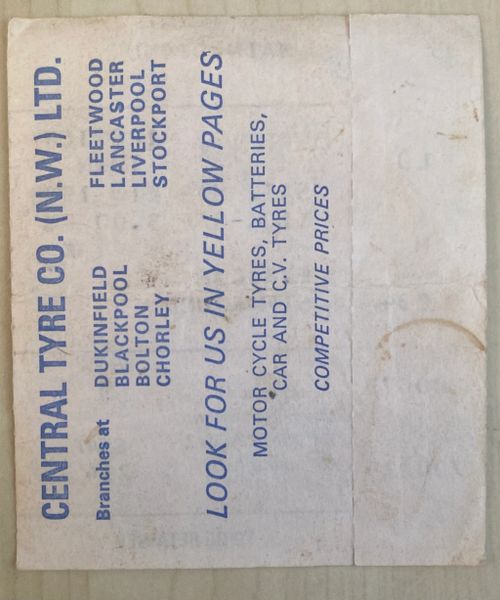 CENTRAL TYRE CO. (N.W.) LTD.
Branches at DUKINFIELD FLEETWOOD
BLACKPOOL LANCASTER
BOLTON LIVERPOOL
CHORLEY STOCKPORT
LOOK FOR US IN YELLOW PAGES
MOTOR CYCLE TYRES, BATTERIES,
CAR AND C.V. TYRES
COMPETITIVE PRICES